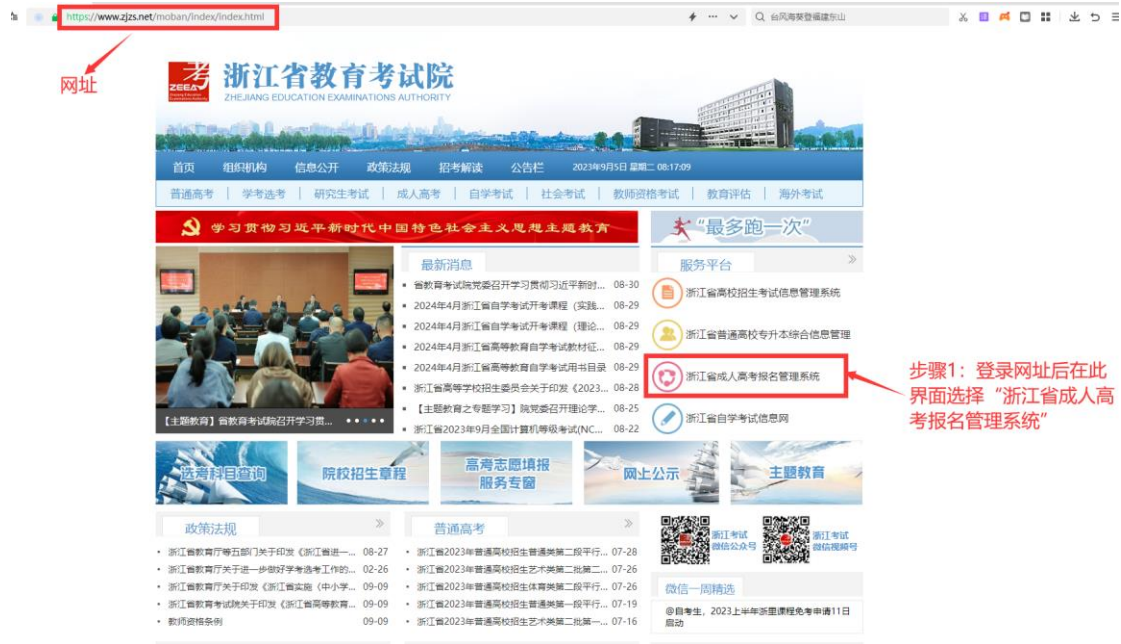 https://www.zjzs.net/moban/index/index.html
台风海葵登福建东山
网址
考
ZEEA
浙江省教育考试院
ZHEJIANG EDUCATION EXAMINATIONS AUTHORITY
首页 组织机构 信息公开 政策法规 招考解读 公告栏 2023年9月5日 星期二 08:17:09
普通高考 | 学考选考 | 研究生考试 | 成人高考 | 自学考试 | 社会考试 | 教师资格考试 | 教育评估 | 海外考试
学习贯彻习近平新时代中国特色社会主义思想主题教育
“最多跑一次”
最新消息
省教育考试院党委召开学习贯彻习近平新时... 08-30
2024年4月浙江省自学考试开考课程（实践... 08-29
2024年4月浙江省自学考试开考课程（理论... 08-29
2024年4月浙江省高等教育自学考试教材征... 08-29
2024年4月浙江省高等教育自学考试用书目录 08-29
浙江省高等学校招生委员会关于印发《2023... 08-28
【主题教育之专题学习】院党委召开理论学... 08-25
浙江省2023年9月全国计算机等级考试(NC... 08-22
【主题教育】省教育考试院召开学习贯...
服务平台
浙江省高校招生考试信息管理系统
浙江省普通高校专升本综合信息管理
浙江省成人高考报名管理系统
浙江省自学考试信息网
步骤1：登录网址后在此
界面选择“浙江省成人高
考报名管理系统”
选考科目查询
院校招生章程
高考志愿填报
服务专窗
网上公示
主题教育
政策法规
浙江省教育厅等五部门关于印发《浙江省进一... 08-27
浙江省教育厅关于进一步做好学考选考工作的... 02-26
浙江省教育厅关于印发《浙江省实施（中小学... 09-09
浙江省教育考试院关于印发《浙江省高等教育... 09-09
教师资格条例 09-09
普通高考
浙江省2023年普通高校招生普通类第二段平行... 07-28
浙江省2023年普通高校招生艺术类第二批第二... 07-26
浙江省2023年普通高校招生体育类第二段平行... 07-26
浙江省2023年普通高校招生普通类第一段平行... 07-19
浙江省2023年普通高校招生艺术类第二批第一... 07-16
浙江考试
微信公众号
浙江考试
微信视频号
微信一周精选
@自考生，2023上半年浙里课程免考申请11日
启动